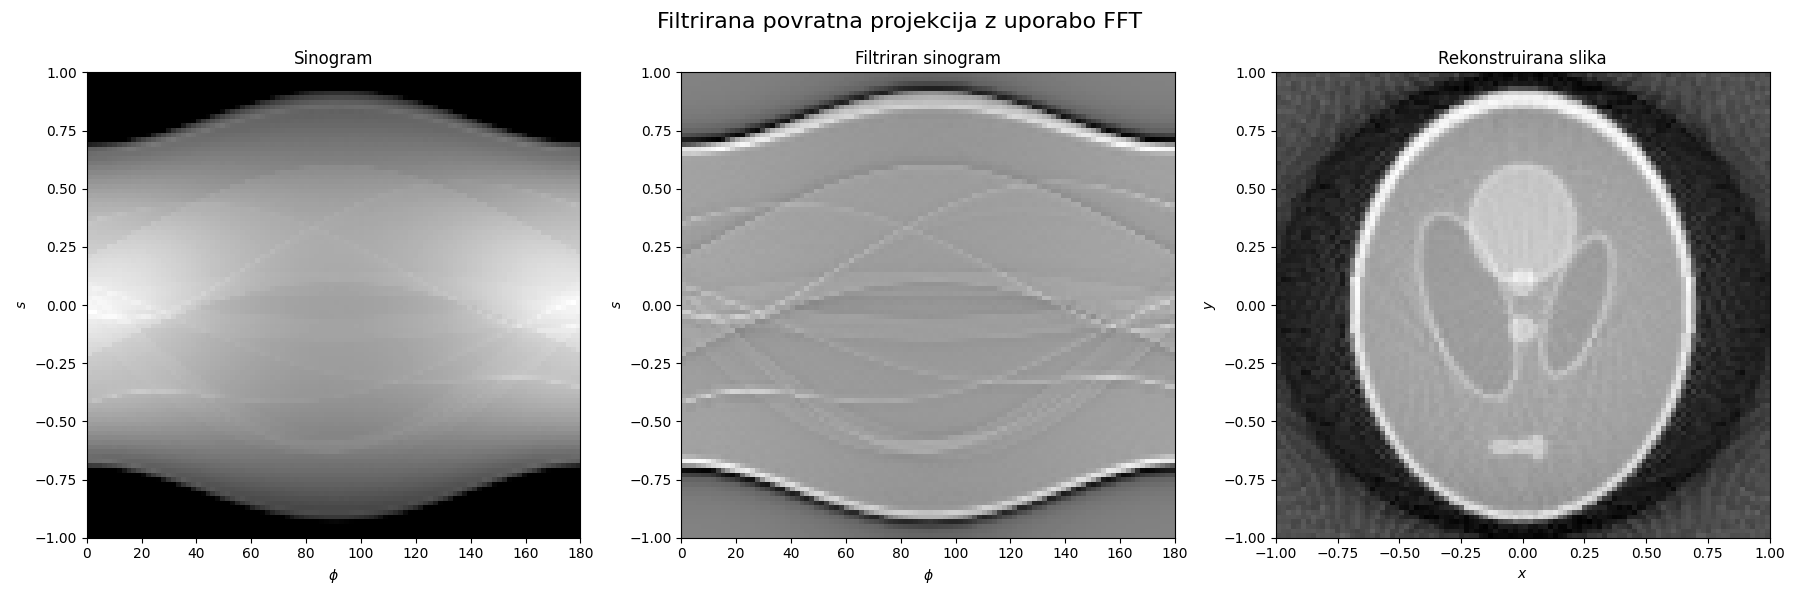 Filtrirana povratna projekcija z uporabo FFT
Sinogram
1.00
0.75
0.50
0.25
0.00
−0.25
−0.50
−0.75
−1.00
s
0 20 40 60 80 100 120 140 160 180
ϕ
Filtriran sinogram
1.00
0.75
0.50
0.25
0.00
−0.25
−0.50
−0.75
−1.00
s
0 20 40 60 80 100 120 140 160 180
ϕ
Rekonstruirana slika
1.00
0.75
0.50
0.25
0.00
−0.25
−0.50
−0.75
−1.00
y
−1.00 −0.75 −0.50 −0.25 0.00 0.25 0.50 0.75 1.00
x